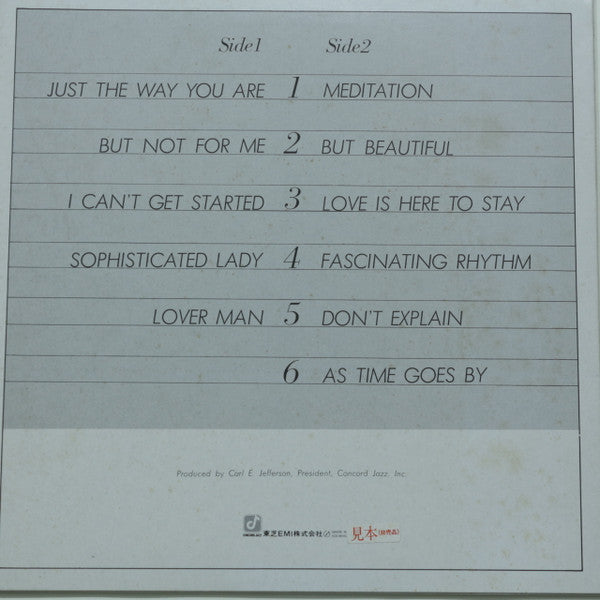 Side1 Side2
JUST THE WAY YOU ARE 1 MEDITATION
BUT NOT FOR ME 2 BUT BEAUTIFUL
I CAN'T GET STARTED 3 LOVE IS HERE TO STAY
SOPHISTICATED LADY 4 FASCINATING RHYTHM
LOVER MAN 5 DON'T EXPLAIN
6 AS TIME GOES BY
Produced by Carl E. Jefferson, President, Concord Jazz, Inc.
東芝EMI株式会社 見本